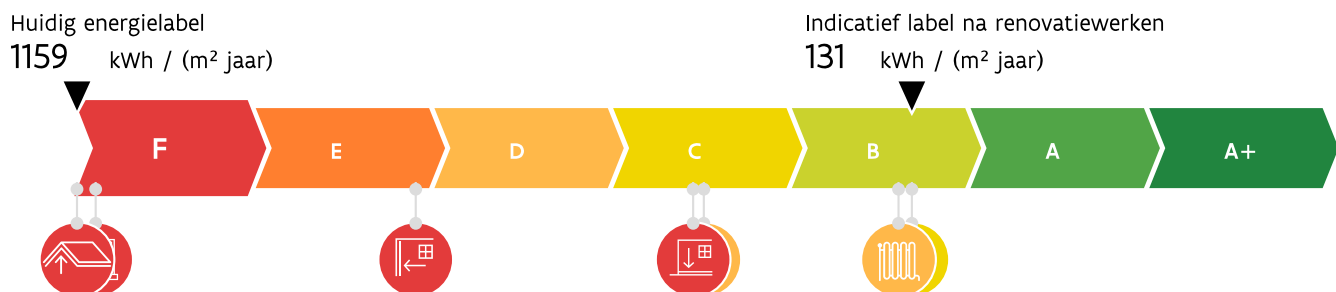 Huidig energielabel
1159 kWh / (m² jaar)
Indicatief label na renovatiewerken
131 kWh / (m² jaar)
F E D C B A A+